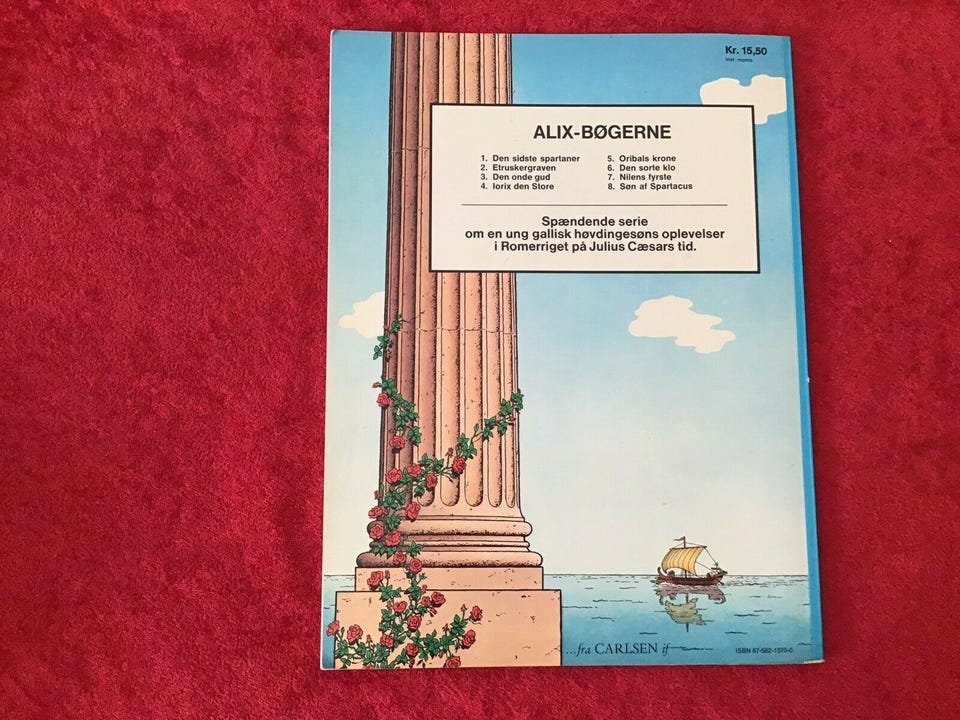 Kr. 15,50
Inkl. moms
ALIX-BØGERNE
1. Den sidste spartaner
2. Etruskergraven
3. Den onde gud
4. Iorix den Store
5. Oribals krone
6. Den sorte klo
7. Nilens fyrste
8. Søn af Spartacus
Spændende serie
om en ung gallisk høvdingesøns oplevelser
i Romerriget på Julius Cæsars tid.
...fra CARLSEN if
ISBN 87-562-1370-0